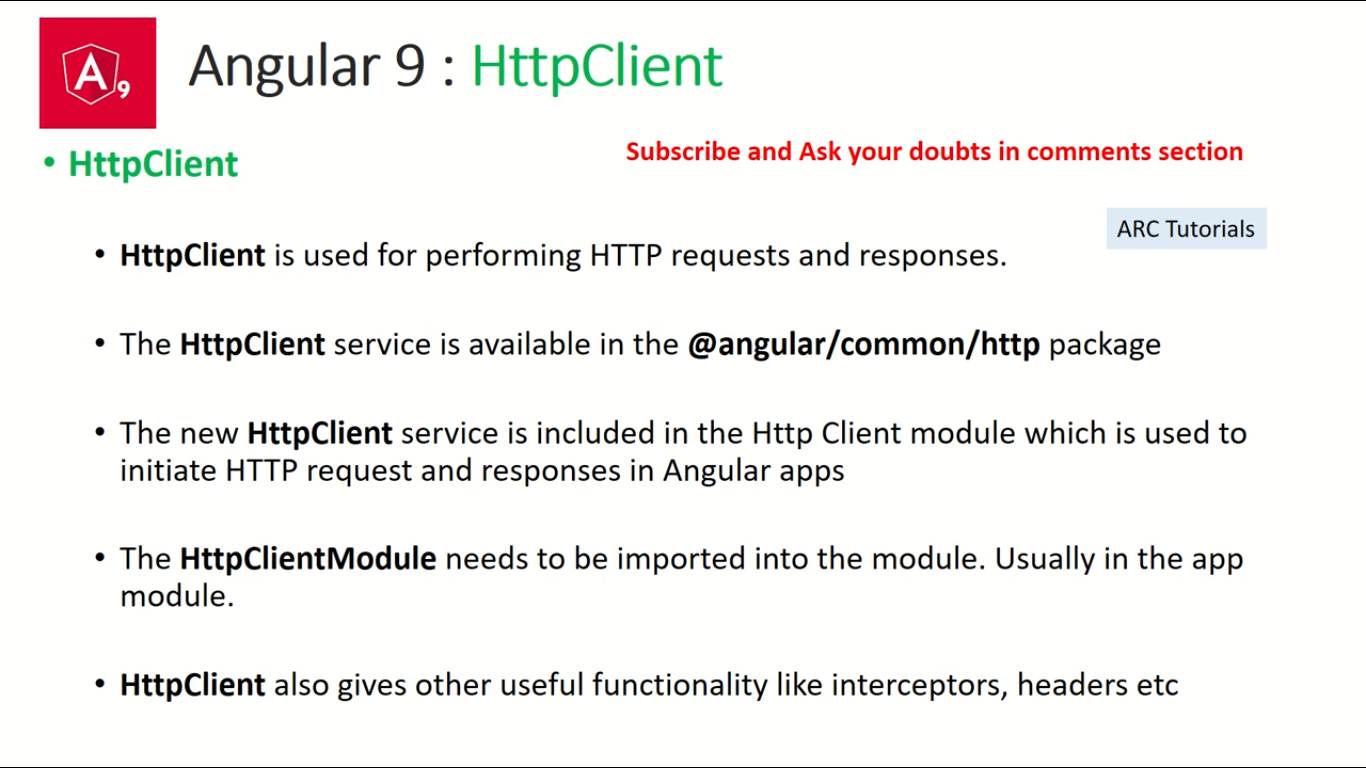 A9
Angular 9 : HttpClient
• HttpClient
Subscribe and Ask your doubts in comments section
ARC Tutorials
• HttpClient is used for performing HTTP requests and responses.
• The HttpClient service is available in the @angular/common/http package
• The new HttpClient service is included in the Http Client module which is used to
initiate HTTP request and responses in Angular apps
• The HttpClientModule needs to be imported into the module. Usually in the app
module.
• HttpClient also gives other useful functionality like interceptors, headers etc